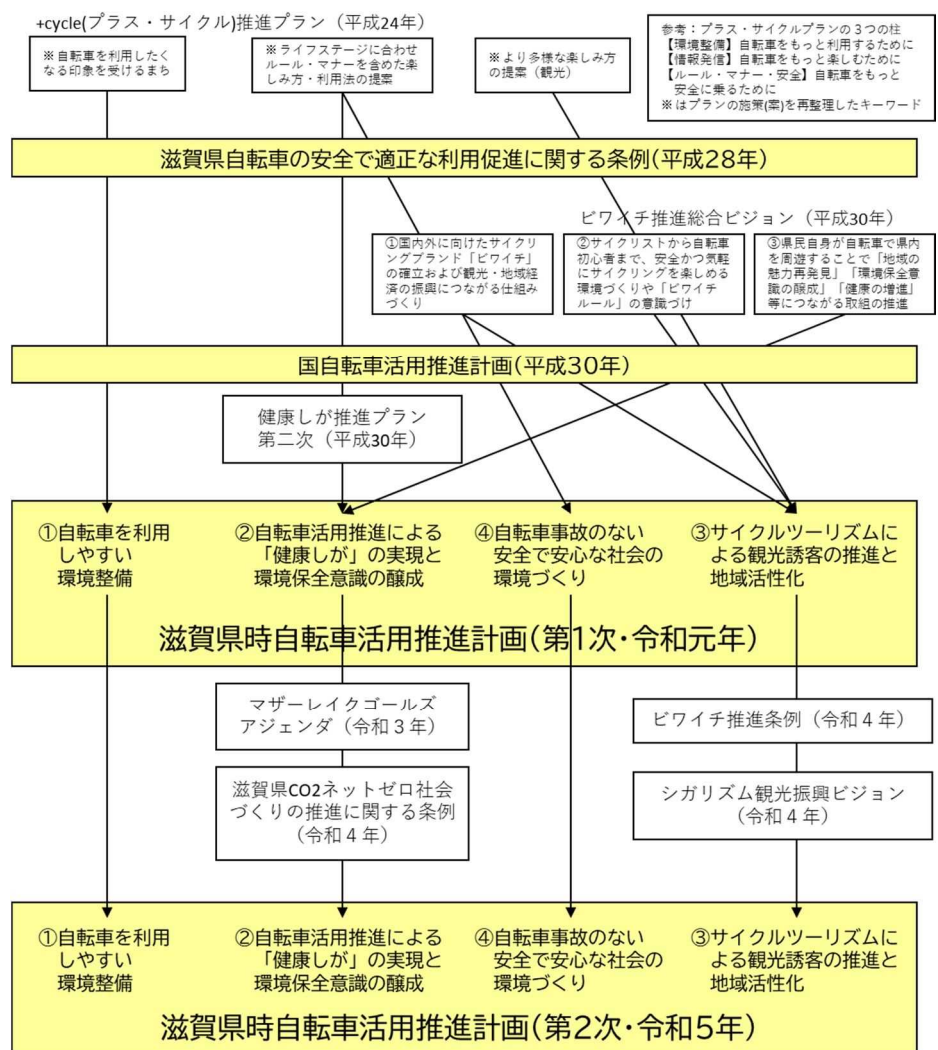 +cycle(プラス・サイクル)推進プラン（平成24年）
※自転車を利用したく
なる印象を受けるまち
※ライフステージに合わせ
ルール・マナーを含めた楽
しみ方・利用法の提案
※より多様な楽しみ方
の提案（観光）
参考：プラス・サイクルプランの３つの柱
【環境整備】自転車をもっと利用するために
【情報発信】自転車をもっと楽しむために
【ルール・マナー・安全】自転車をもっと
安全に乗るために
※はプランの施策(案)を再整理したキーワード
滋賀県自転車の安全で適正な利用促進に関する条例(平成28年)
ビワイチ推進総合ビジョン（平成30年）
①国内外に向けたサイクリ
ングブランド「ビワイチ」
の確立および観光・地域経
済の振興につながる仕組み
づくり
②サイクリストから自転車
初心者まで、安全かつ気軽
にサイクリングを楽しめる
環境づくりや「ビワイチ
ルール」の意識づけ
③県民自身が自転車で県内
を周遊することで「地域の
魅力再発見」「環境保全意
識の醸成」「健康の増進」
等につながる取組の推進
国自転車活用推進計画(平成30年)
健康しが推進プラン
第二次（平成30年）
①自転車を利用
しやすい
環境整備
②自転車活用推進による
「健康しが」の実現と
環境保全意識の醸成
④自転車事故のない
安全で安心な社会の
環境づくり
③サイクルツーリズムに
よる観光誘客の推進と
地域活性化
滋賀県時自転車活用推進計画(第1次・令和元年)
マザーレイクゴールズ
アジェンダ（令和３年）
滋賀県CO2ネットゼロ社会
づくりの推進に関する条例
（令和４年）
ビワイチ推進条例（令和４年）
シガリズム観光振興ビジョン
（令和４年）
①自転車を利用
しやすい
環境整備
②自転車活用推進による
「健康しが」の実現と
環境保全意識の醸成
④自転車事故のない
安全で安心な社会の
環境づくり
③サイクルツーリズムに
よる観光誘客の推進と
地域活性化
滋賀県時自転車活用推進計画(第2次・令和5年)